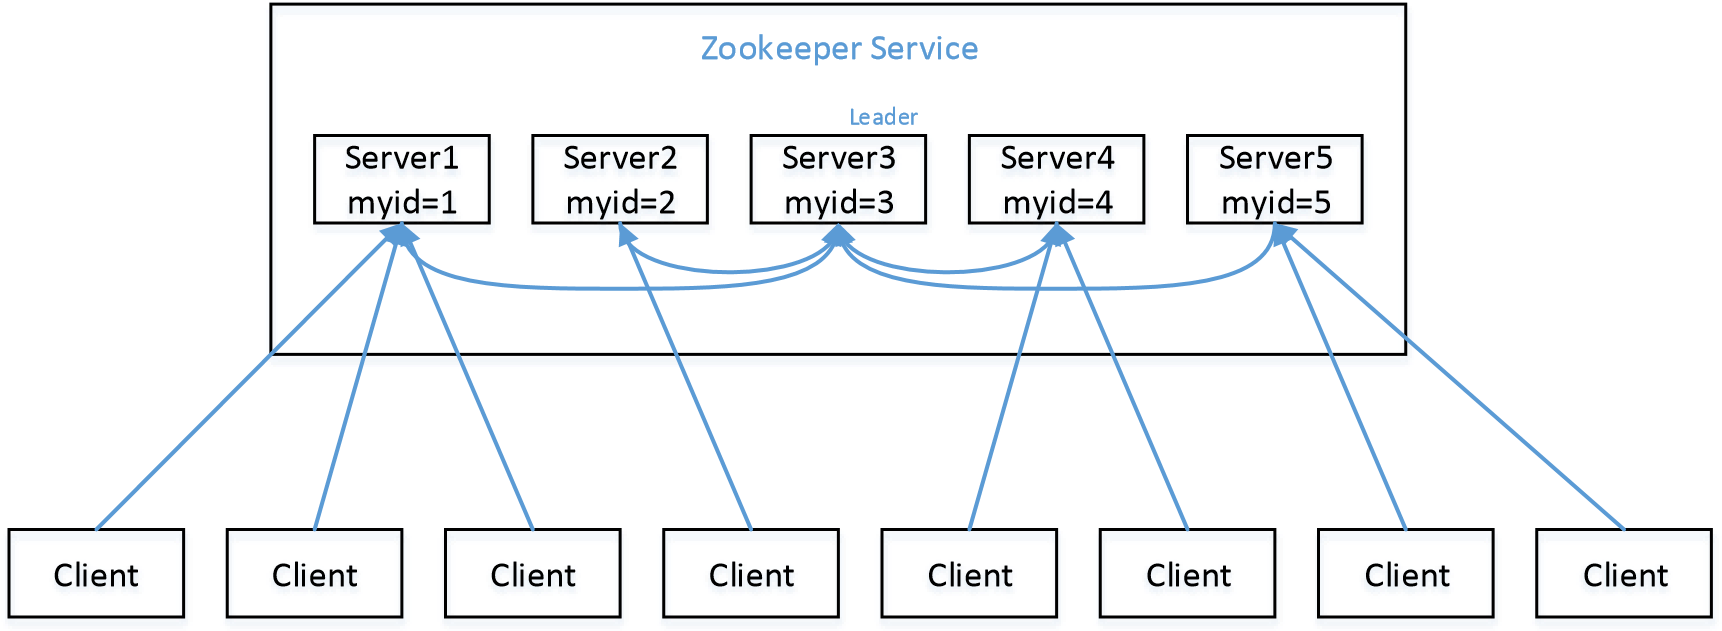 Zookeeper Service
Leader
Server1
myid=1
Server2
myid=2
Server3
myid=3
Server4
myid=4
Server5
myid=5
Client
Client
Client
Client
Client
Client
Client
Client